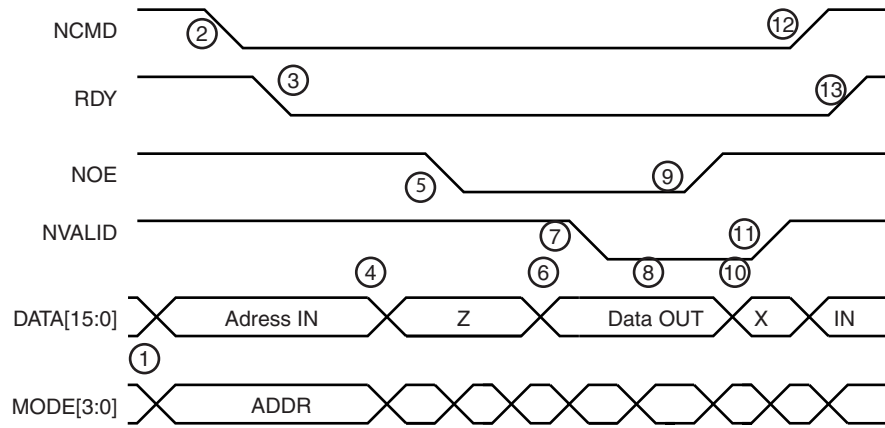 NCMD 2 12
RDY 3 13
NOE 5 9
NVALID 7 11
4 6 8 10
DATA[15:0] Adress IN Z Data OUT X IN
1
MODE[3:0] ADDR